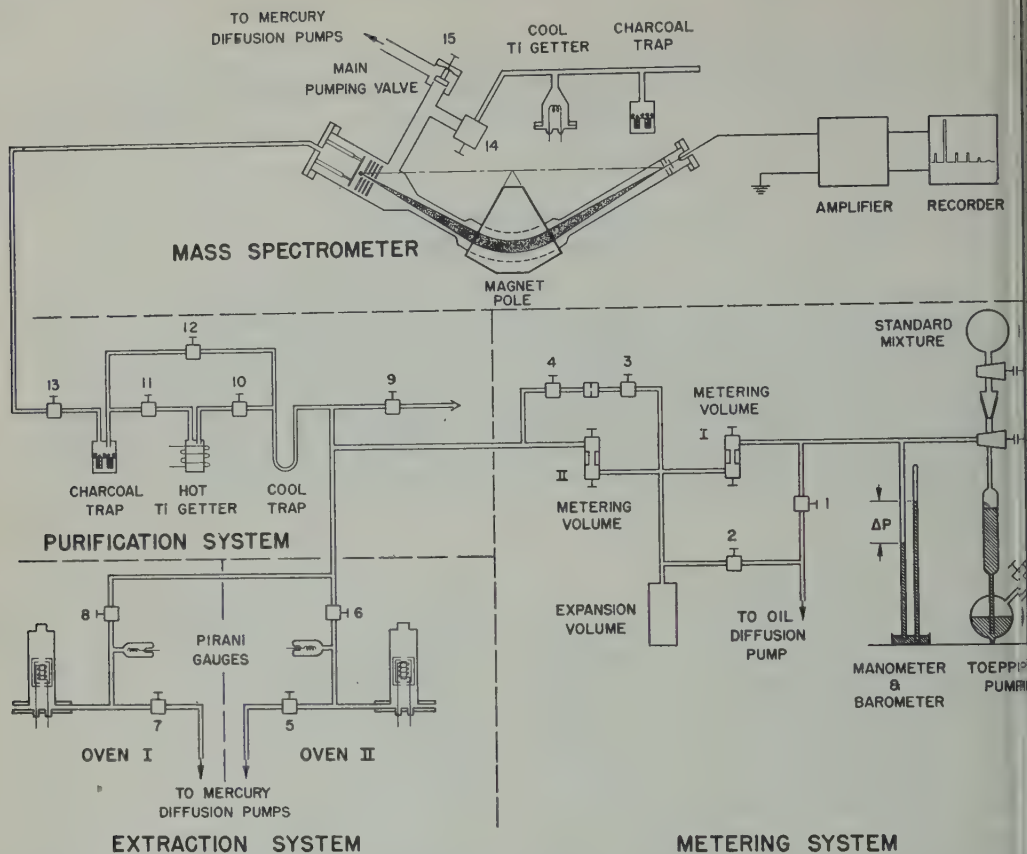 TO MERCURY
DIFFUSION PUMPS
15
MAIN
PUMPING VALVE
COOL
TI GETTER
CHARCOAL
TRAP
14
AMPLIFIER
RECORDER
MASS SPECTROMETER
MAGNET
POLE
12
13
11
10
9
CHARCOAL
TRAP
HOT
TI GETTER
COOL
TRAP
PURIFICATION SYSTEM
4
3
METERING
VOLUME
I
II
METERING
VOLUME
STANDARD
MIXTURE
1
2
ΔP
EXPANSION
VOLUME
TO OIL
DIFFUSION
PUMP
MANOMETER
&
BAROMETER
8
6
PIRANI
GAUGES
7
5
OVEN I
OVEN II
TO MERCURY
DIFFUSION PUMPS
EXTRACTION SYSTEM
METERING SYSTEM